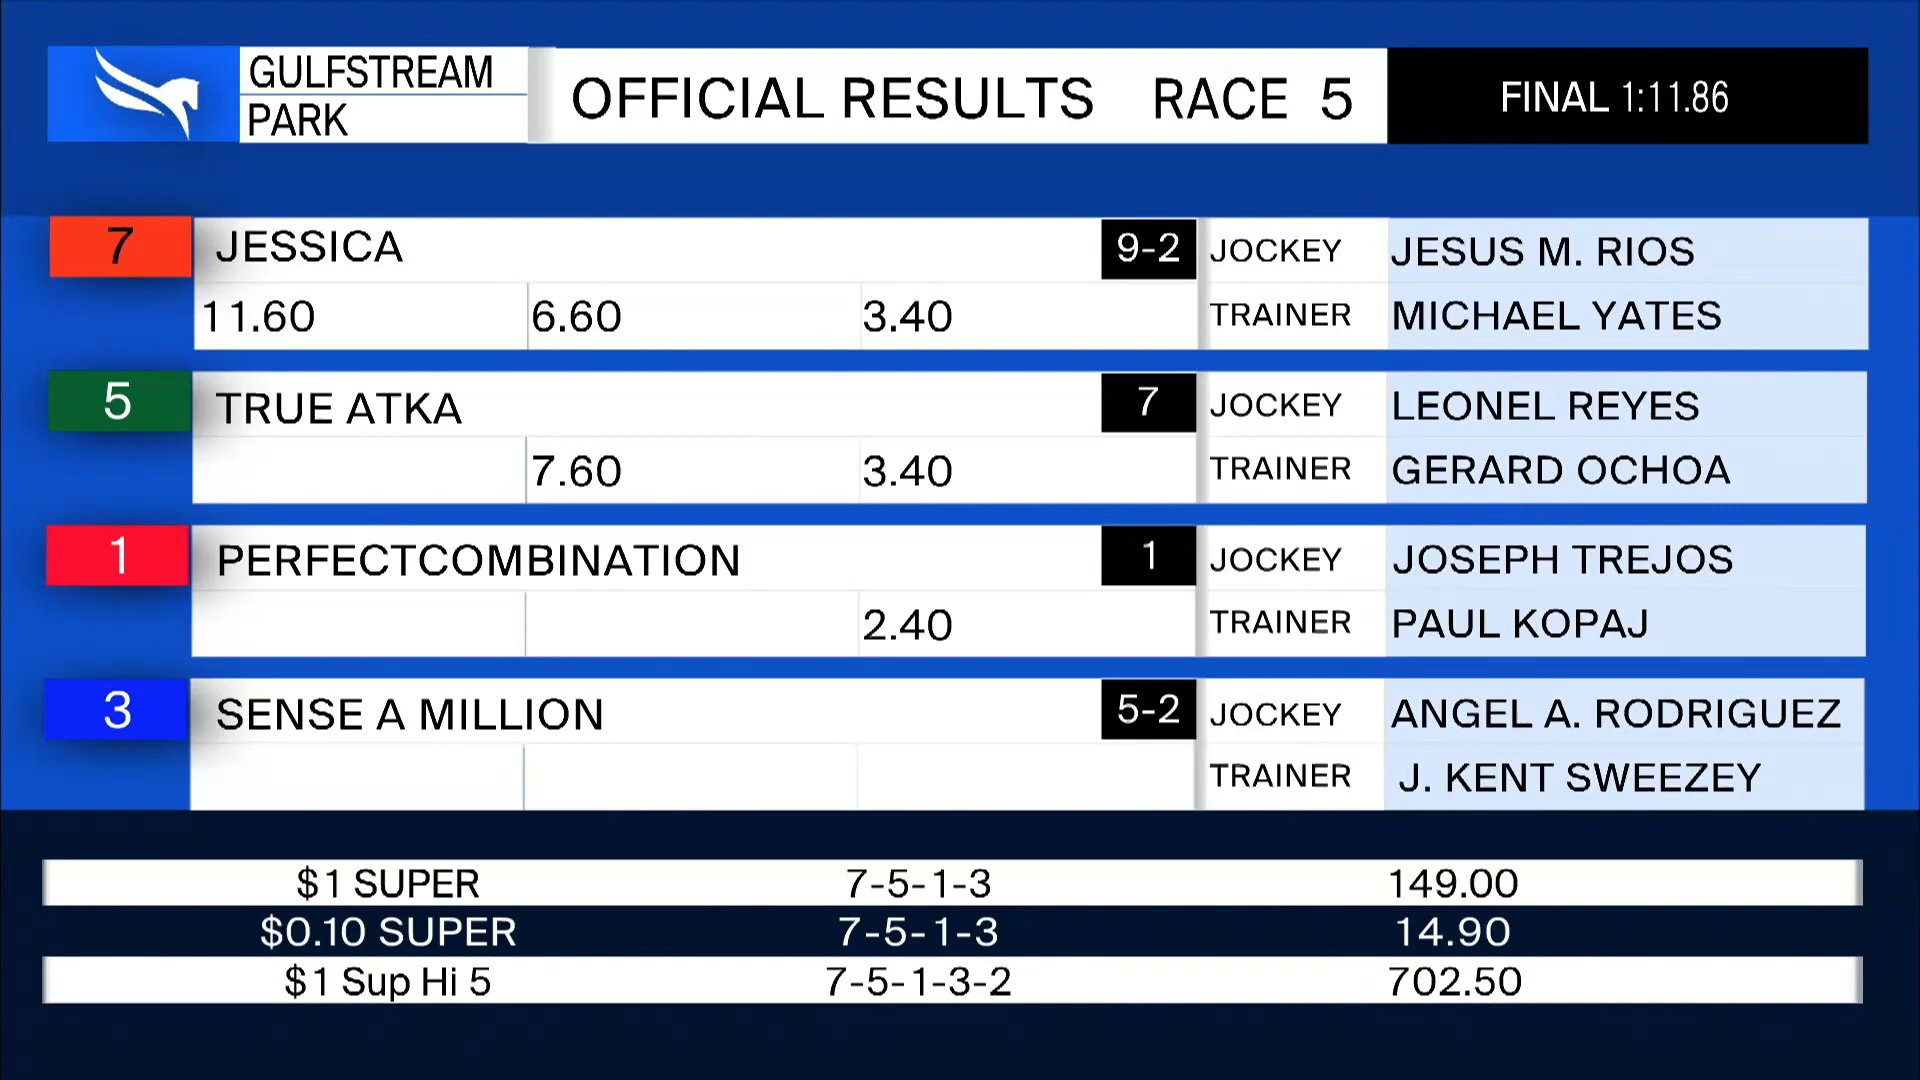 GULFSTREAM
PARK
OFFICIAL RESULTS RACE 5
FINAL 1:11.86
7 JESSICA 9-2 JOCKEY JESUS M. RIOS
11.60 6.60 3.40 TRAINER MICHAEL YATES
5 TRUE ATKA 7 JOCKEY LEONEL REYES
7.60 3.40 TRAINER GERARD OCHOA
1 PERFECTCOMBINATION 1 JOCKEY JOSEPH TREJOS
2.40 TRAINER PAUL KOPAJ
3 SENSE A MILLION 5-2 JOCKEY ANGEL A. RODRIGUEZ
TRAINER J. KENT SWEEZEY
$1 SUPER 7-5-1-3 149.00
$0.10 SUPER 7-5-1-3 14.90
$1 Sup Hi 5 7-5-1-3-2 702.50